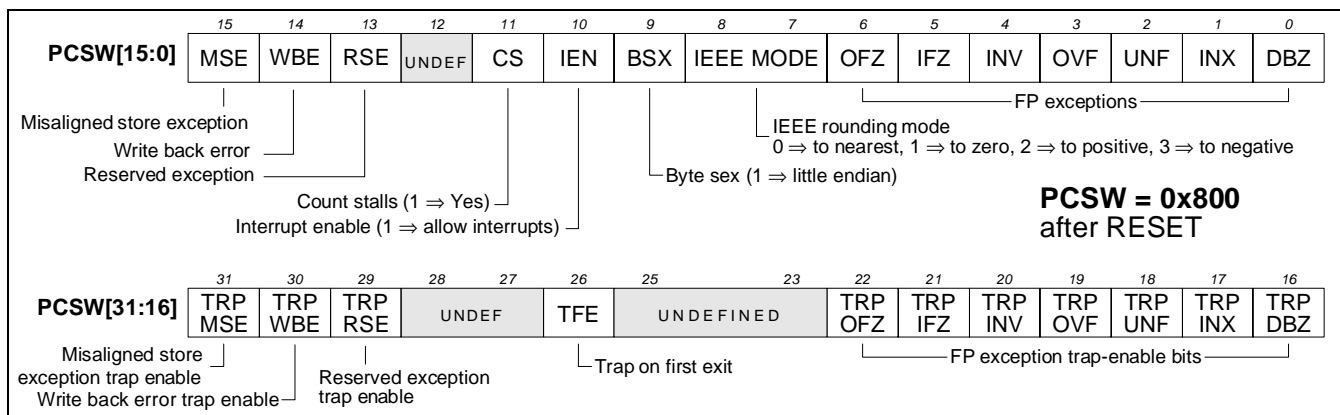 15 14 13 12 11 10 9 8 7 6 5 4 3 2 1 0
PCSW[15:0] MSE WBE RSE UNDEF CS IEN BSX IEEE MODE OFZ IFZ INV OVF UNF INX DBZ
FP exceptions
Misaligned store exception
IEEE rounding mode
Write back error
0 ⇒ to nearest, 1 ⇒ to zero, 2 ⇒ to positive, 3 ⇒ to negative
Reserved exception
Byte sex (1 ⇒ little endian)
Count stalls (1 ⇒ Yes)
Interrupt enable (1 ⇒ allow interrupts)
PCSW = 0x800
after RESET
31 30 29 28 27 26 25 23 22 21 20 19 18 17 16
PCSW[31:16] TRP MSE TRP WBE TRP RSE UNDEF TFE UNDEFINED TRP OFZ TRP IFZ TRP INV TRP OVF TRP UNF TRP INX TRP DBZ
Misaligned store
exception trap enable
Write back error trap enable
Reserved exception
trap enable
Trap on first exit
FP exception trap-enable bits